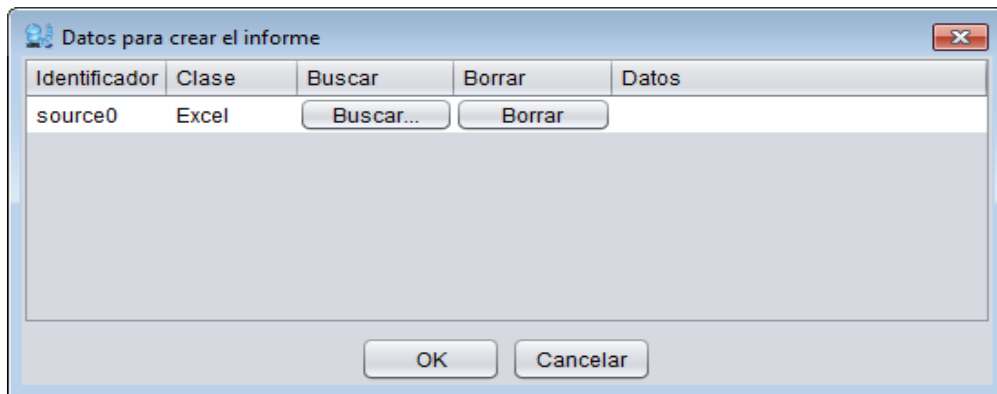 Datos para crear el informe
Identificador Clase Buscar Borrar Datos
source0 Excel Buscar... Borrar
OK Cancelar